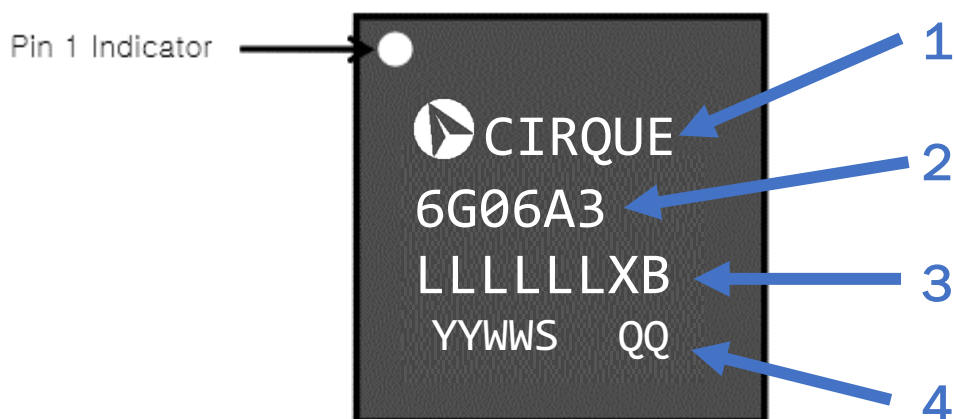 Pin 1 Indicator
CIRQUE 1
6G06A3 2
LLLLLLXB 3
YYWWS QQ 4